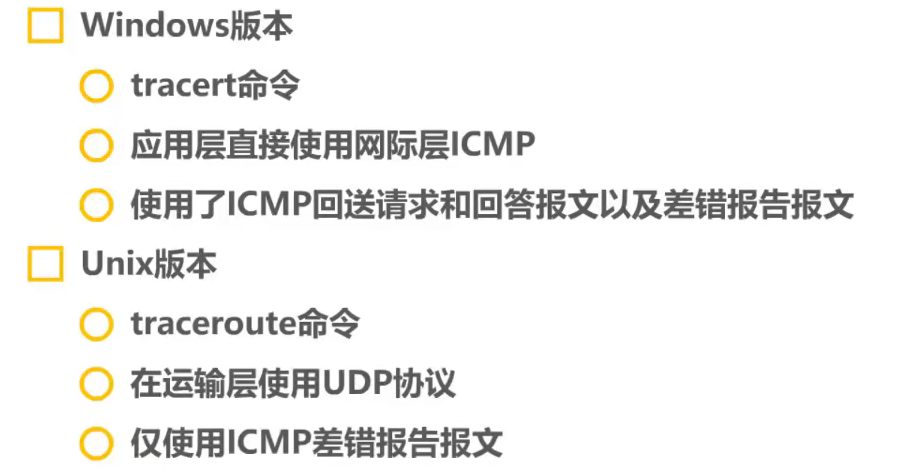 Windows版本
tracert命令
应用层直接使用网际层ICMP
使用了ICMP回送请求和回答报文以及差错报告报文
Unix版本
traceroute命令
在运输层使用UDP协议
仅使用ICMP差错报告报文